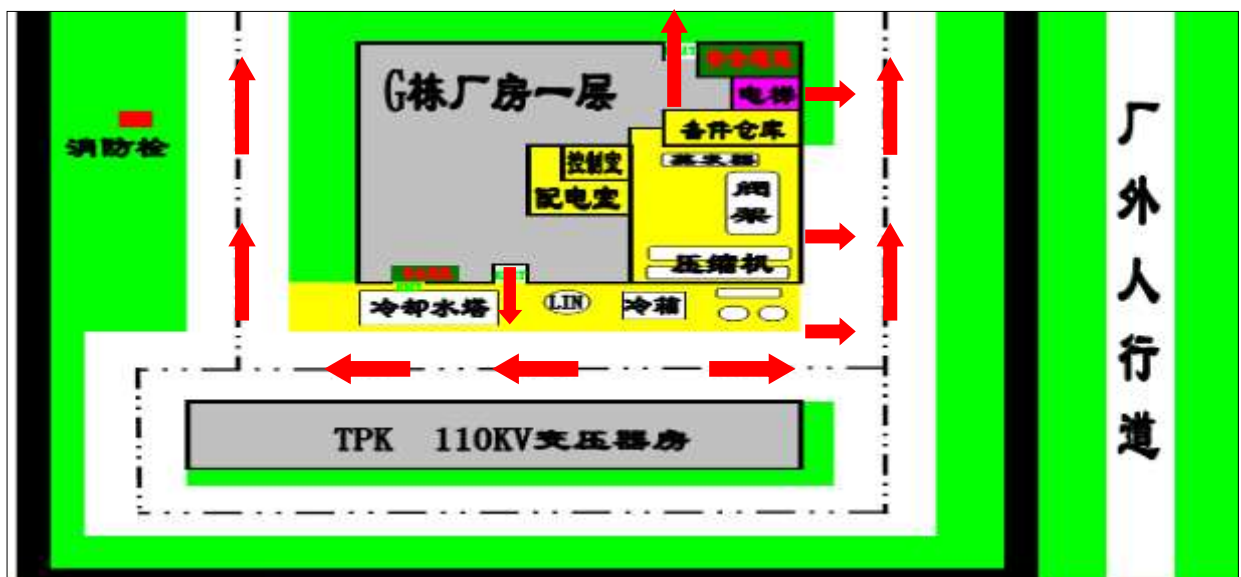 G栋厂房一层
电梯
备件仓库
消防检
控制室
配电室
阀
架
压缩机
冷却水塔
LIN
冷箱
TPK 110KV变压器房
厂
外
人
行
道